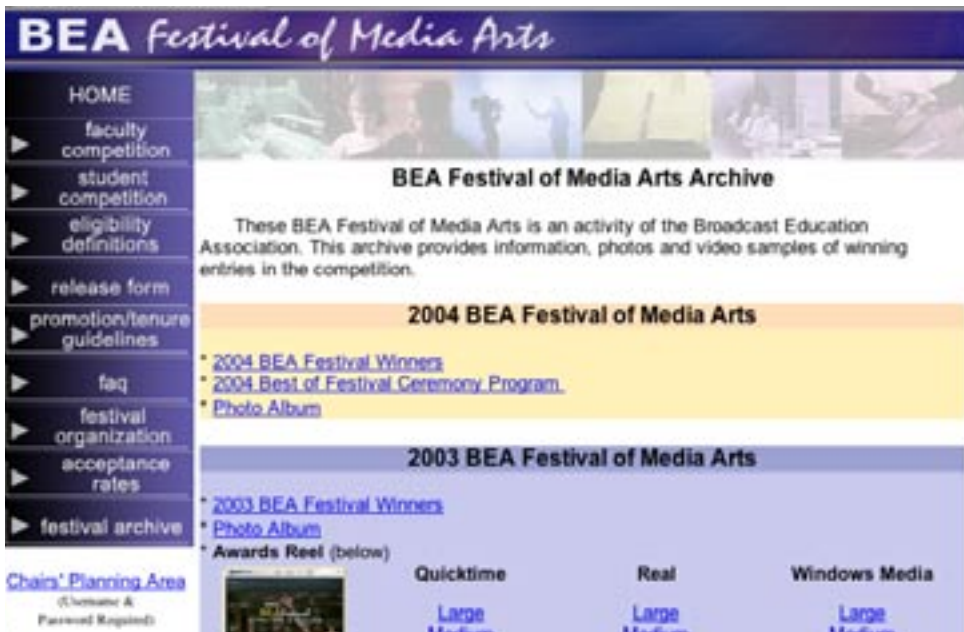 BEA Festival of Media Arts
HOME
faculty
competition
student
competition
eligibility
definitions
release form
promotion/tenure
guidelines
faq
festival
organization
acceptance
rates
festival archive
Chairs' Planning Area
(Username &
Password Required)
BEA Festival of Media Arts Archive
These BEA Festival of Media Arts is an activity of the Broadcast Education
Association. This archive provides information, photos and video samples of winning
entries in the competition.
2004 BEA Festival of Media Arts
* 2004 BEA Festival Winners
* 2004 Best of Festival Ceremony Program
* Photo Album
2003 BEA Festival of Media Arts
* 2003 BEA Festival Winners
* Photo Album
* Awards Reel (below)
Quicktime Real Windows Media
Large Large Large
Medium Medium Medium